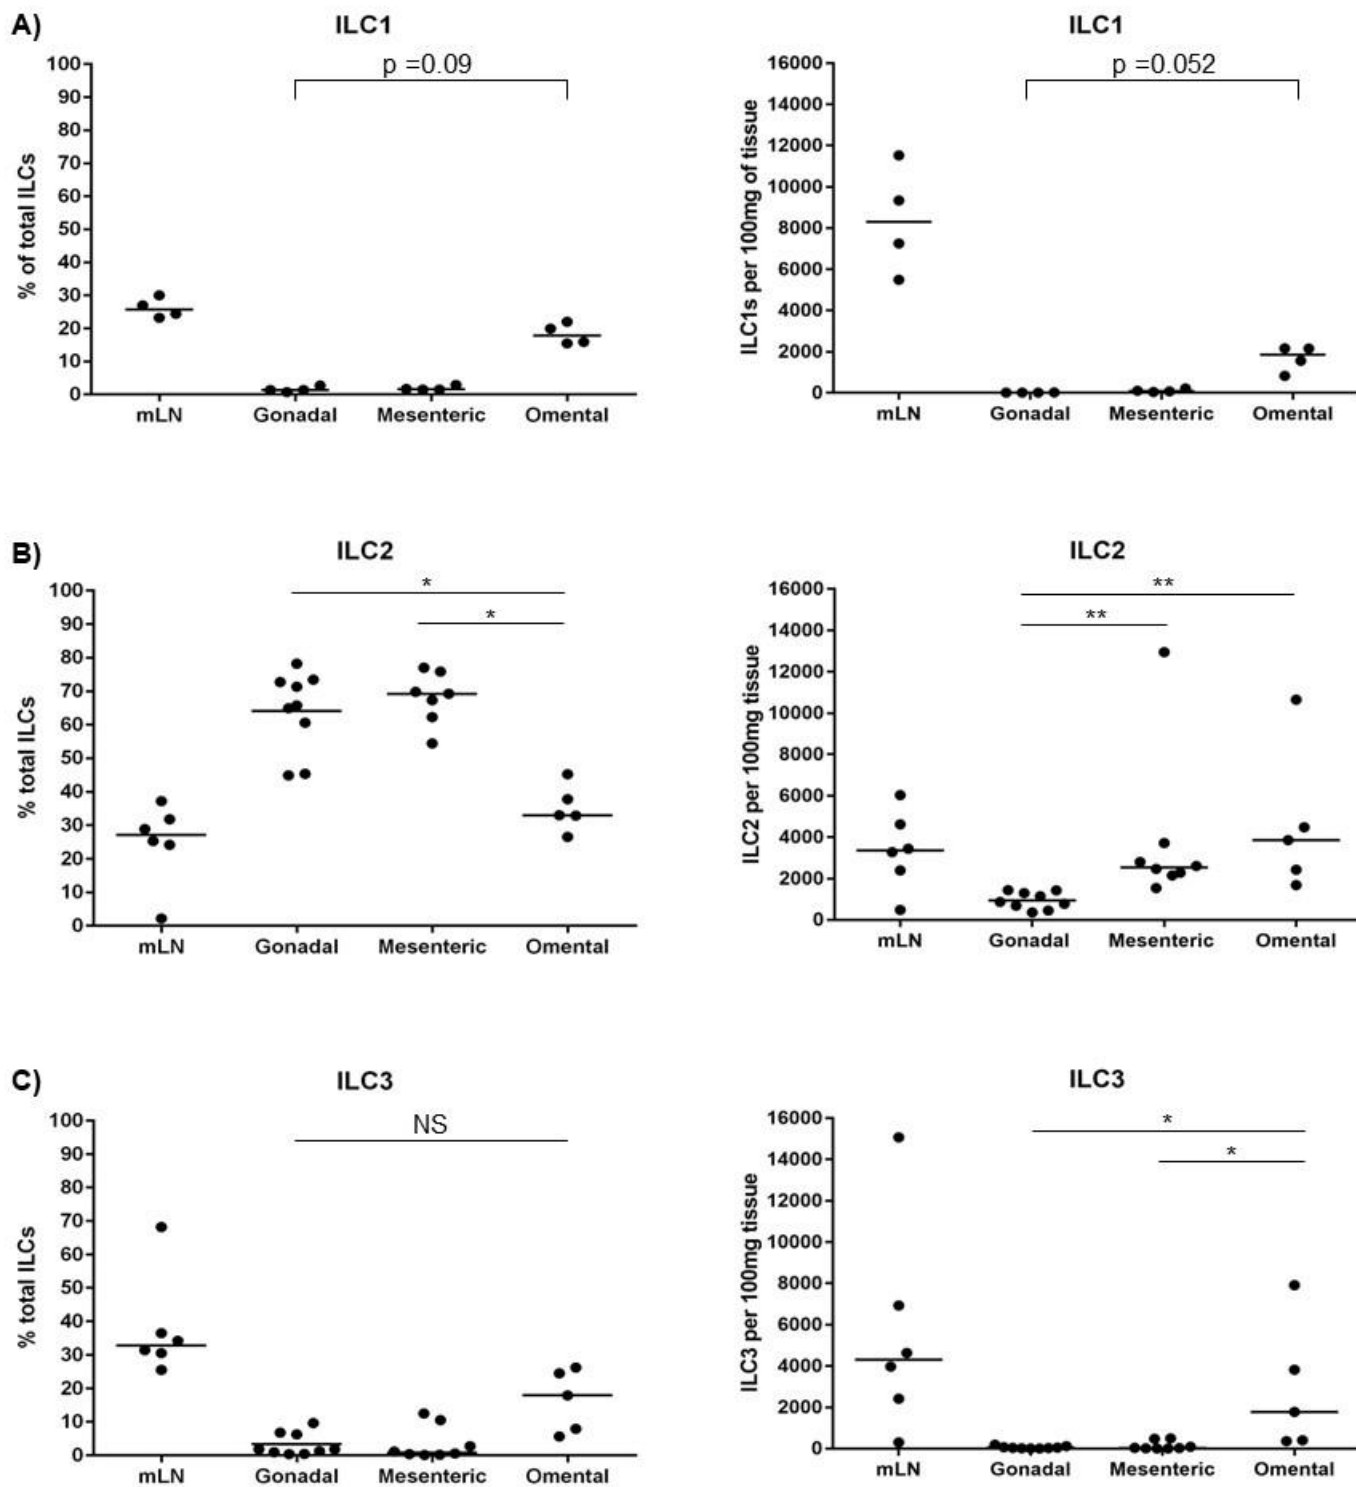 A)
ILC1
p =0.09
% of total ILCs
100
90
80
70
60
50
40
30
20
10
0
mLN Gonadal Mesenteric Omental
ILC1
p =0.052
ILC1s per 100mg of tissue
16000
14000
12000
10000
8000
6000
4000
2000
0
mLN Gonadal Mesenteric Omental
B)
ILC2
*
*
% total ILCs
100
90
80
70
60
50
40
30
20
10
0
mLN Gonadal Mesenteric Omental
ILC2
**
**
ILC2 per 100mg tissue
16000
14000
12000
10000
8000
6000
4000
2000
0
mLN Gonadal Mesenteric Omental
C)
ILC3
NS
% total ILCs
100
90
80
70
60
50
40
30
20
10
0
mLN Gonadal Mesenteric Omental
ILC3
*
*
ILC3 per 100mg tissue
16000
14000
12000
10000
8000
6000
4000
2000
0
mLN Gonadal Mesenteric Omental